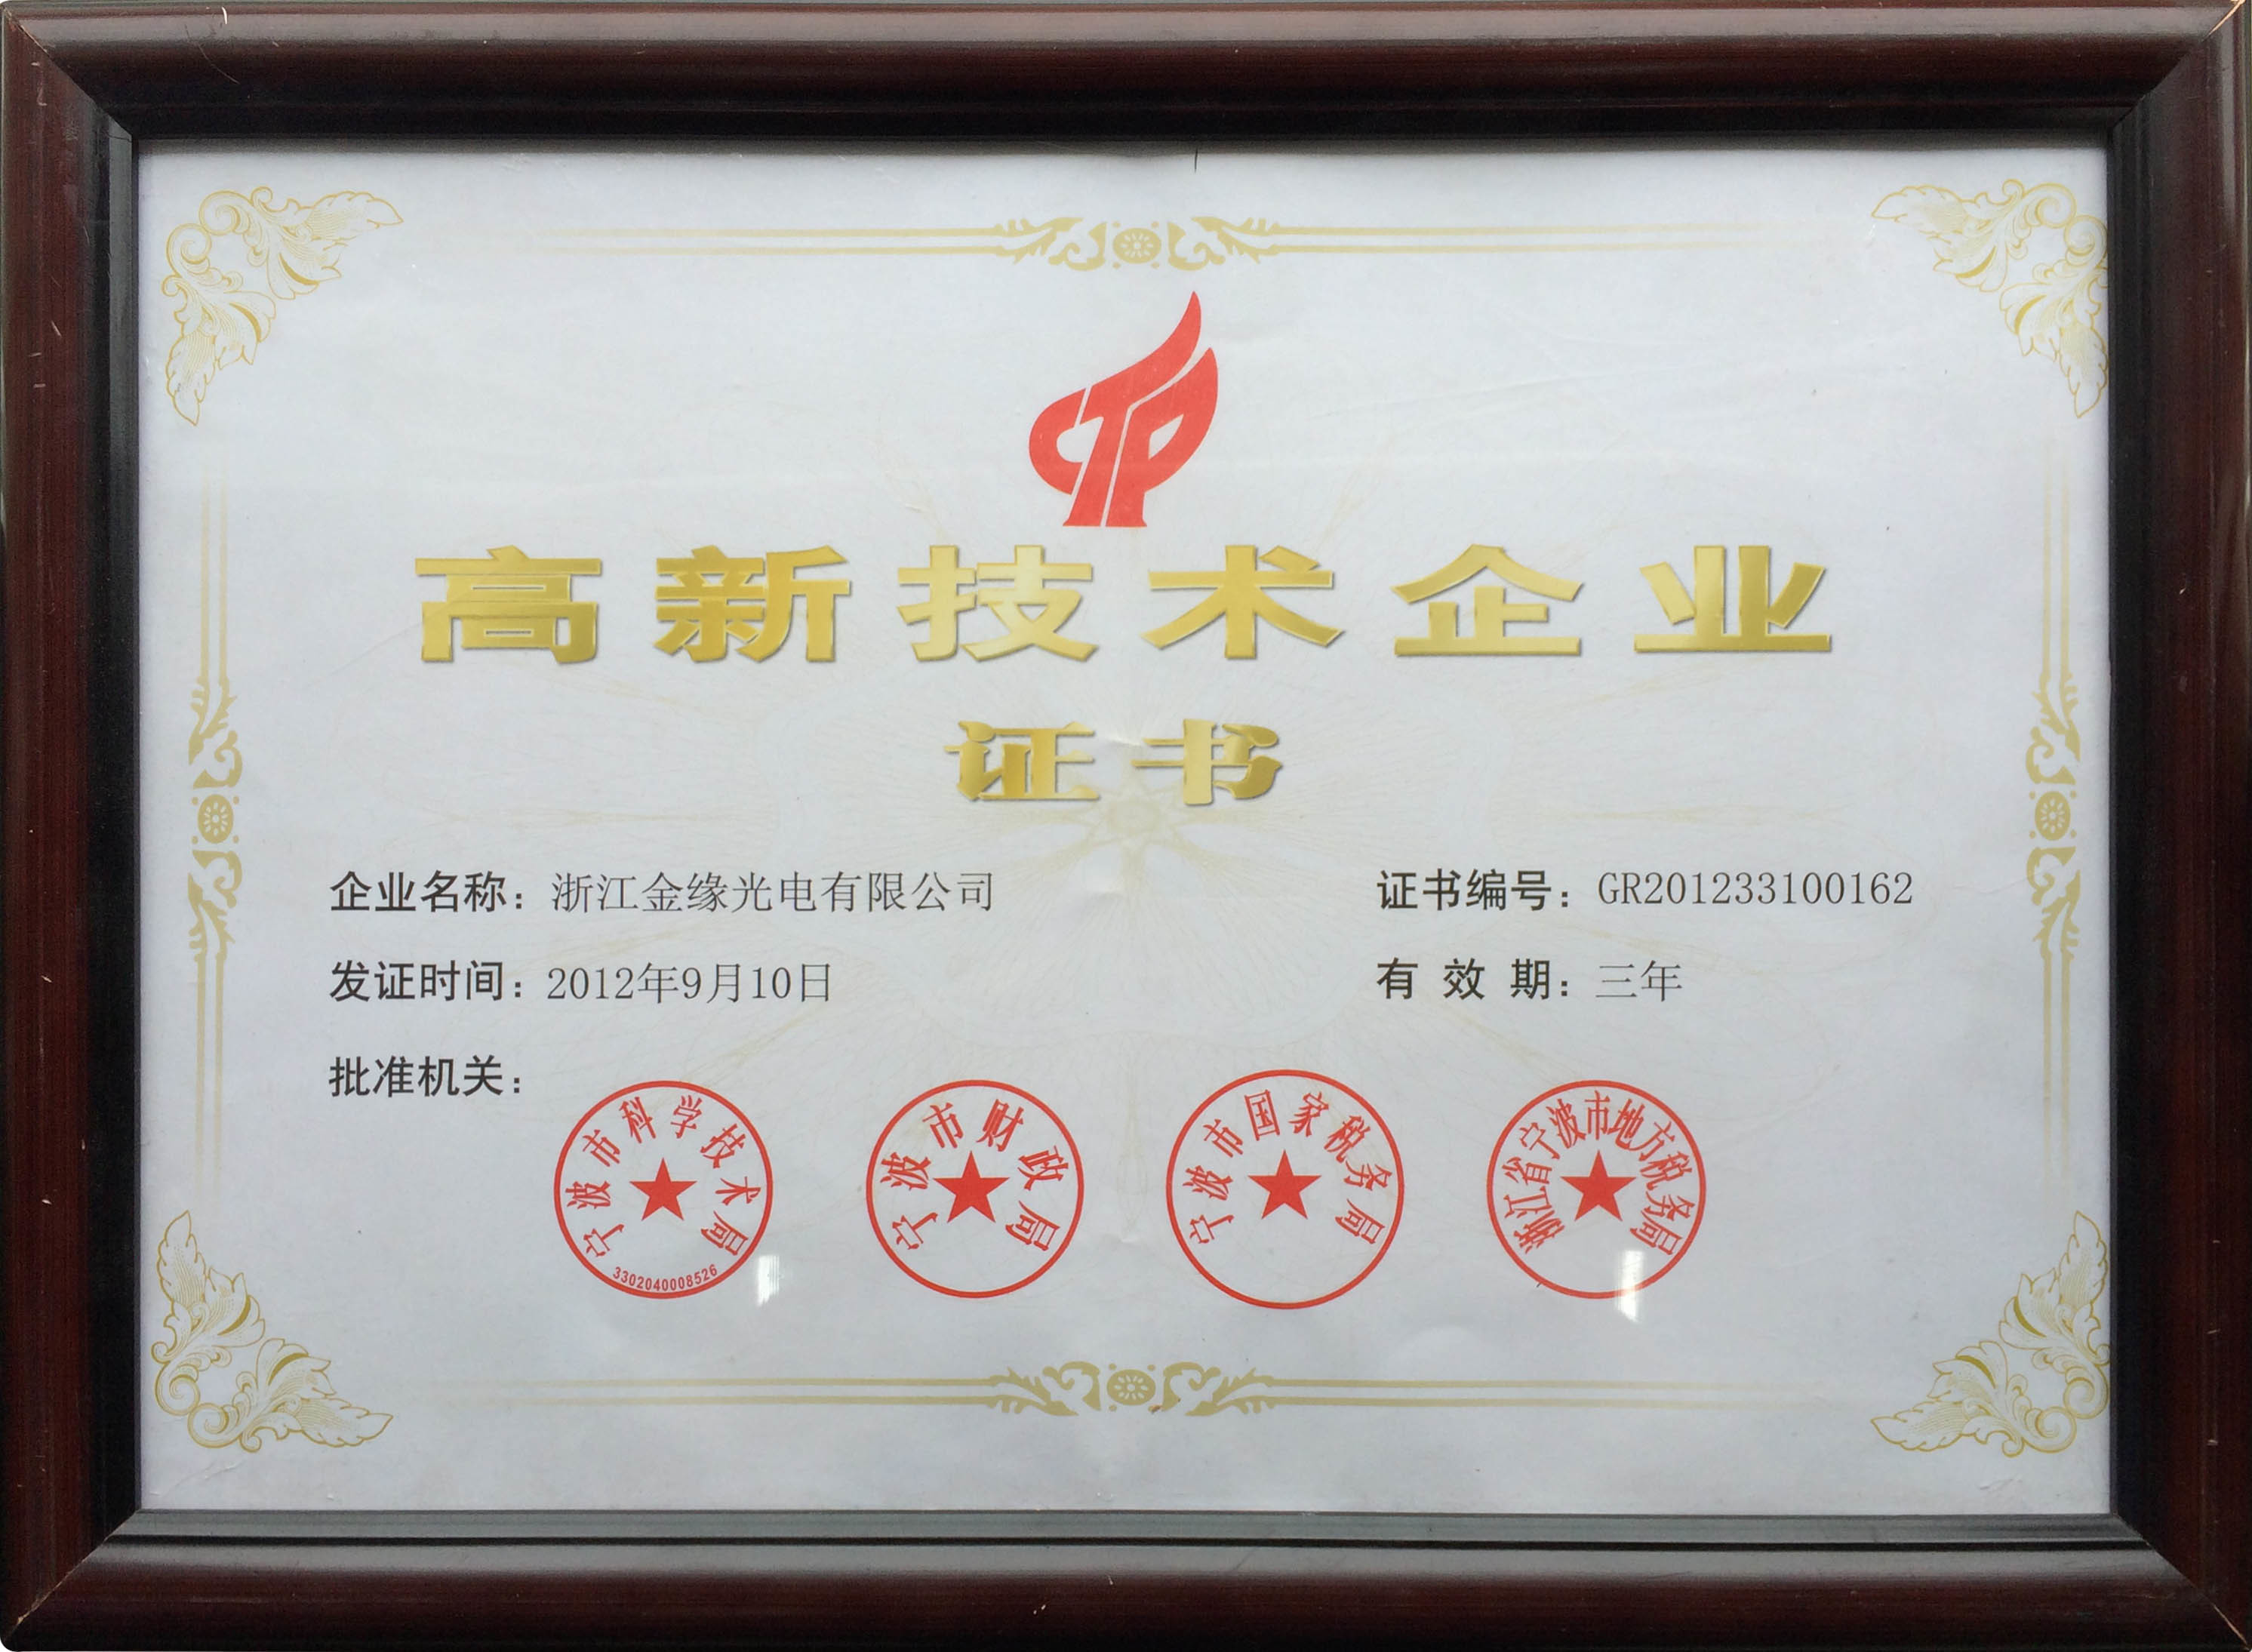 高新技术企业
证书
企业名称：浙江金缘光电有限公司 证书编号：GR201233100162
发证时间：2012年9月10日 有效期：三年
批准机关：
宁波市科学技术局
3302040008526
宁波市财政局
宁波市国家税务局
浙江省宁波市地方税务局